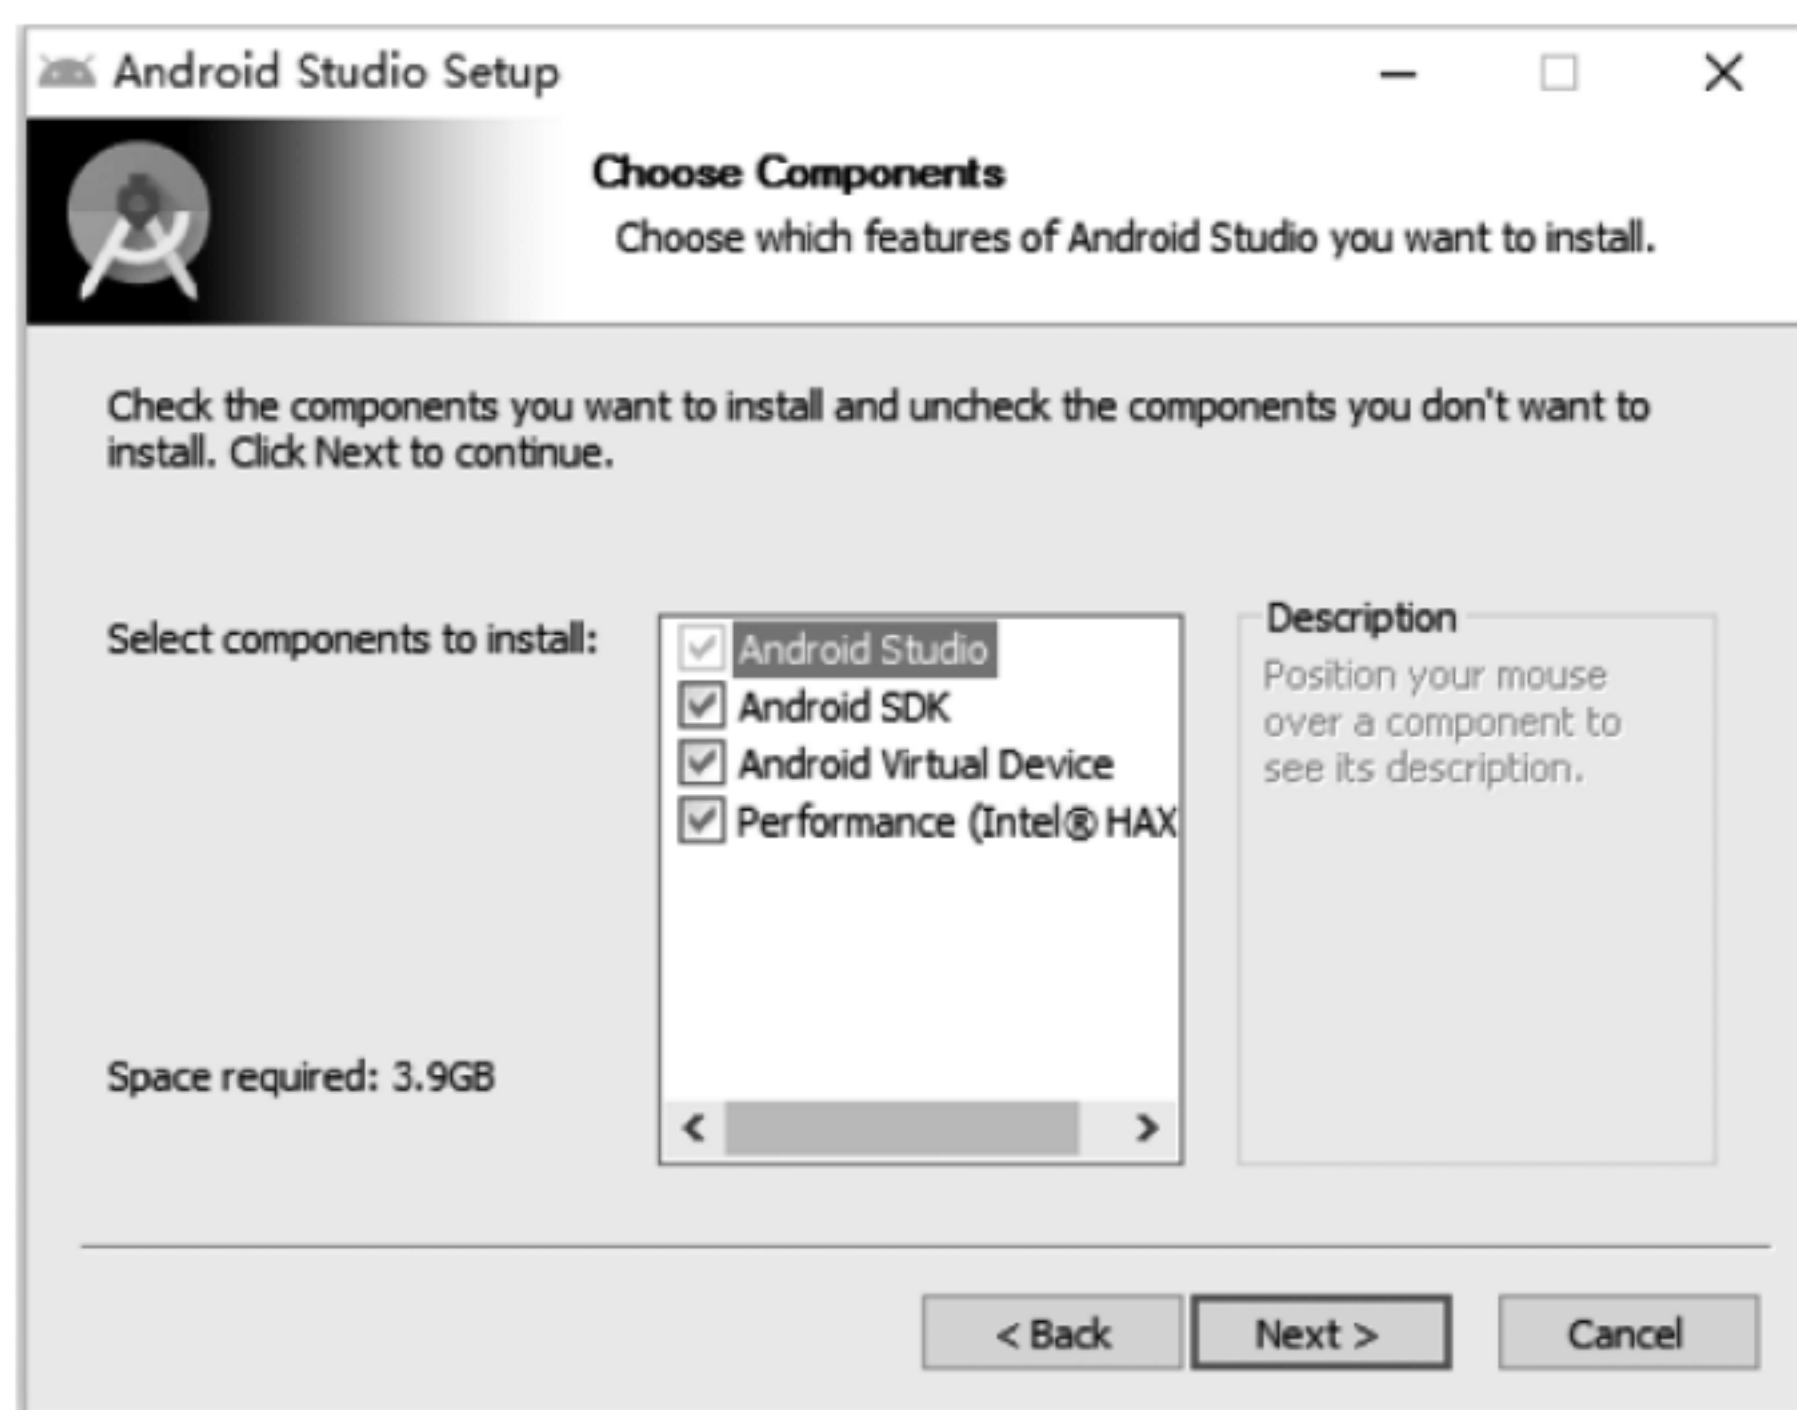 Android Studio Setup
Choose Components
Choose which features of Android Studio you want to install.
Check the components you want to install and uncheck the components you don't want to
install. Click Next to continue.
Select components to install:
Android Studio
Android SDK
Android Virtual Device
Performance (Intel® HAX
Description
Position your mouse
over a component to
see its description.
Space required: 3.9GB
< Back
Next >
Cancel